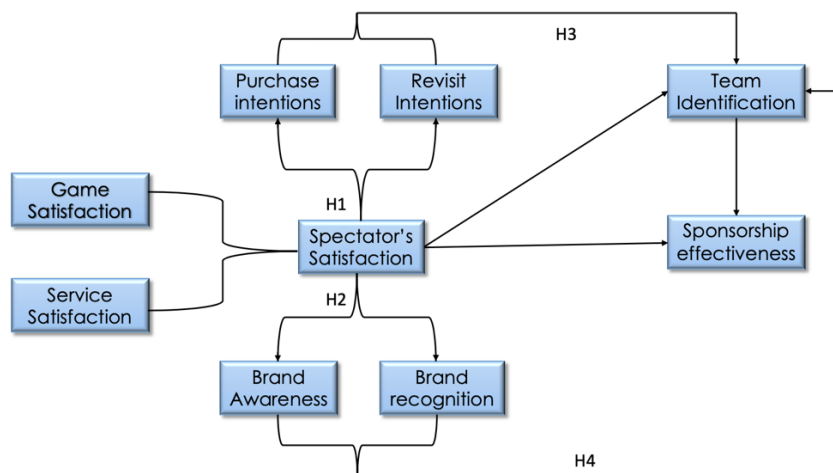 H3
Purchase
intentions
Revisit
Intentions
Team
Identification
Game
Satisfaction
H1
Spectator's
Satisfaction
Sponsorship
effectiveness
Service
Satisfaction
H2
Brand
Awareness
Brand
recognition
H4